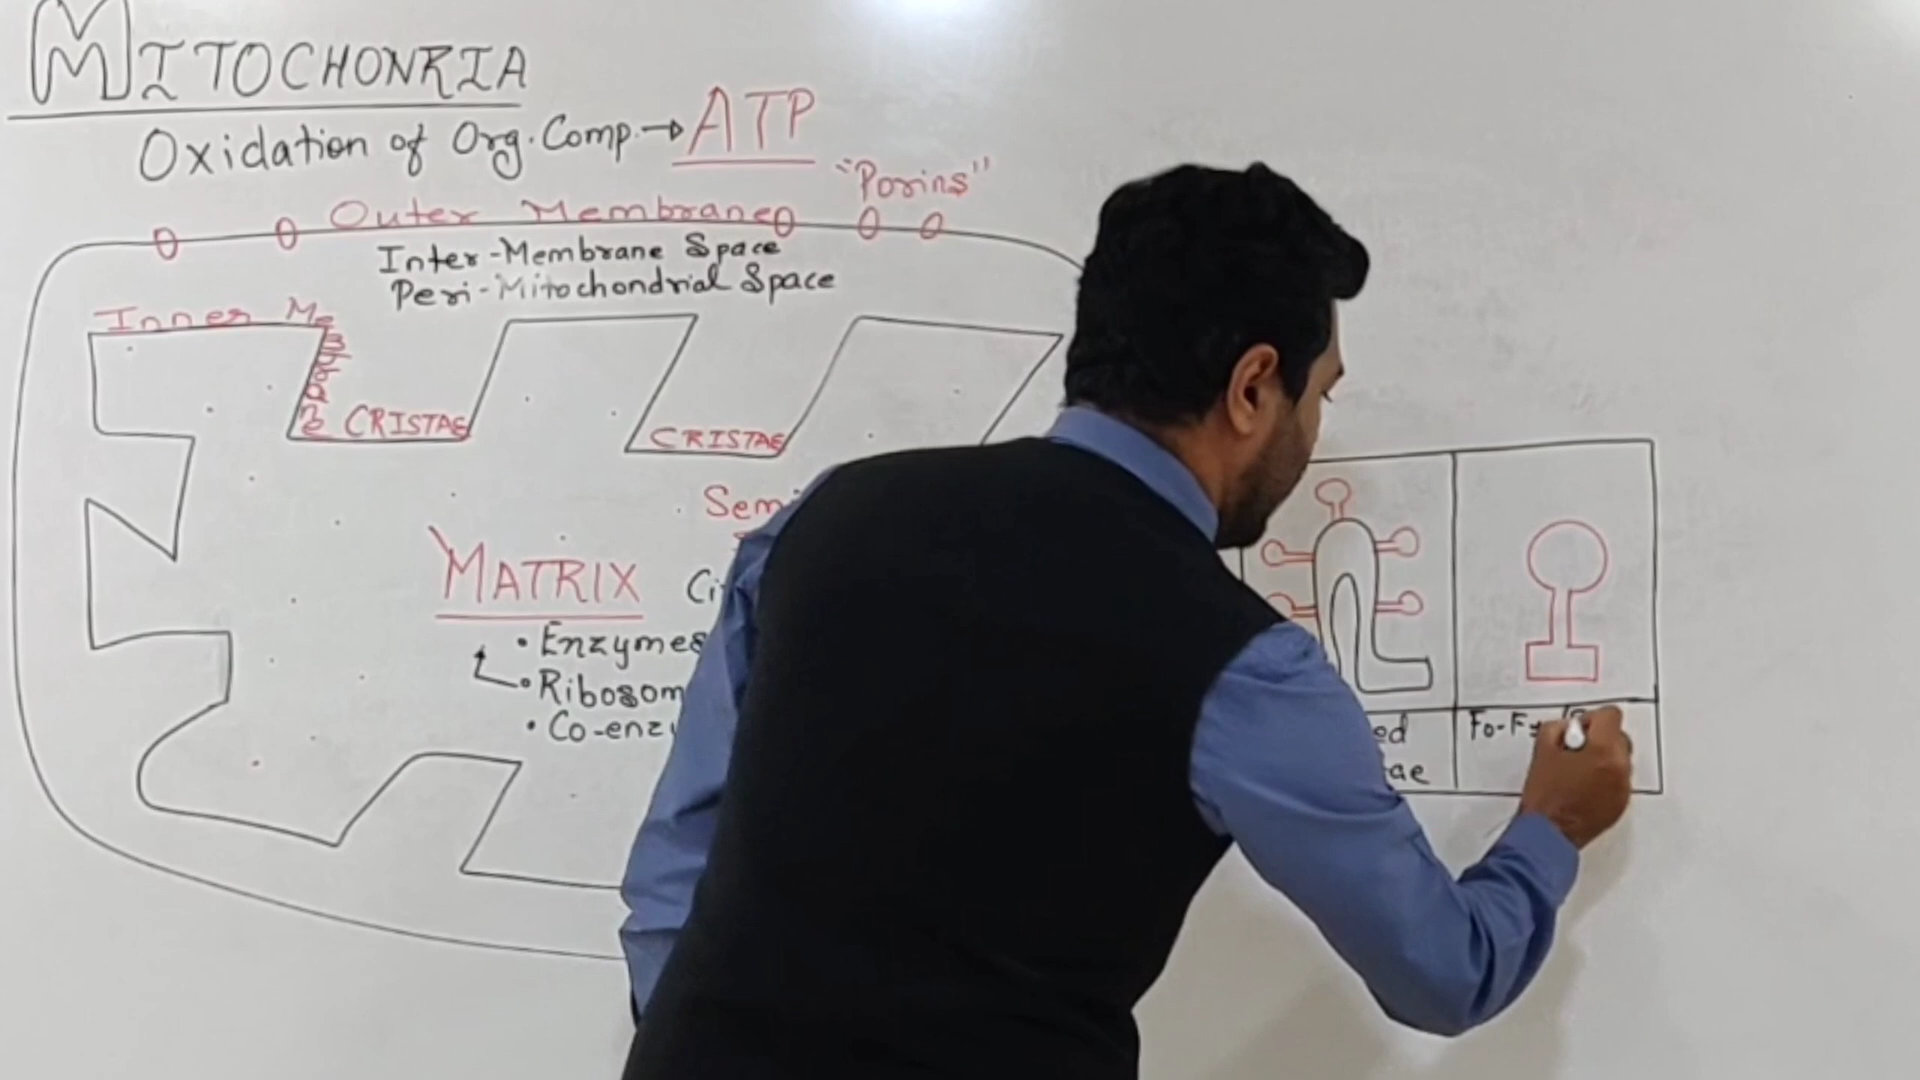 MITOCHONRIA
Oxidation of Org. Comp. → ATP
"Porins"
Outer Membrane
Inter-Membrane Space
Peri-Mitochondrial Space
Inner Membrane
CRISTAE
CRISTAE
MATRIX
• Enzymes
• Ribosom
• Co-enz
Fo-F1